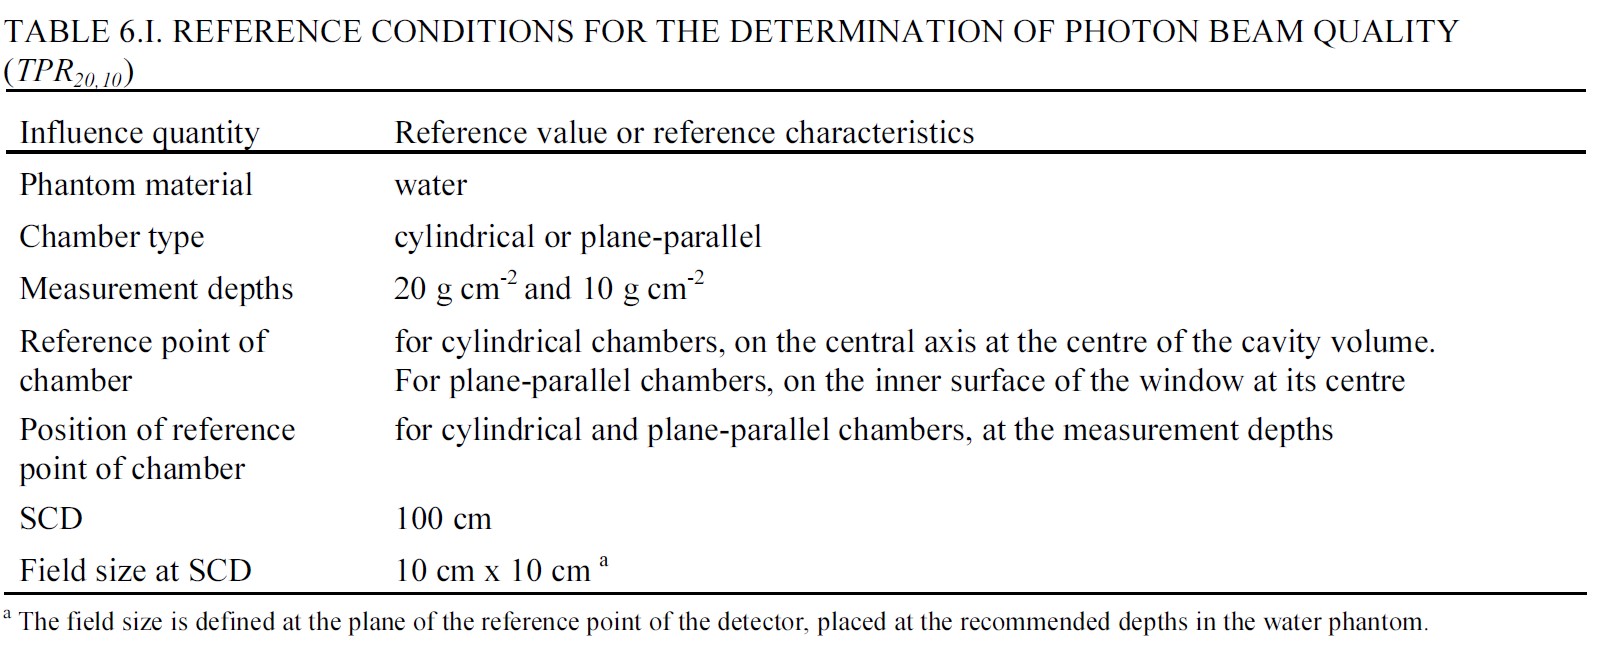 TABLE 6.I. REFERENCE CONDITIONS FOR THE DETERMINATION OF PHOTON BEAM QUALITY
(TPR20,10)
Influence quantity Reference value or reference characteristics
Phantom material water
Chamber type cylindrical or plane-parallel
Measurement depths 20 g cm-2 and 10 g cm-2
Reference point of for cylindrical chambers, on the central axis at the centre of the cavity volume.
chamber For plane-parallel chambers, on the inner surface of the window at its centre
Position of reference for cylindrical and plane-parallel chambers, at the measurement depths
point of chamber
SCD 100 cm
Field size at SCD 10 cm x 10 cm a
a The field size is defined at the plane of the reference point of the detector, placed at the recommended depths in the water phantom.